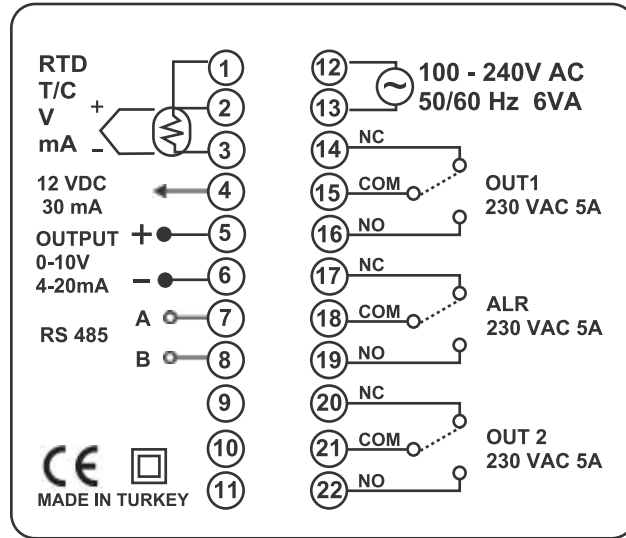 RTD
T/C
V
mA
+
–
1
2
3
12 VDC
30 mA
4
OUTPUT
0-10V
4-20mA
+
5
–
6
RS 485
A
7
B
8
9
10
11
CE
MADE IN TURKEY
12
13
~
100 - 240V AC
50/60 Hz 6VA
14
NC
15
COM
16
NO
OUT1
230 VAC 5A
17
NC
18
COM
19
NO
ALR
230 VAC 5A
20
NC
21
COM
22
NO
OUT 2
230 VAC 5A